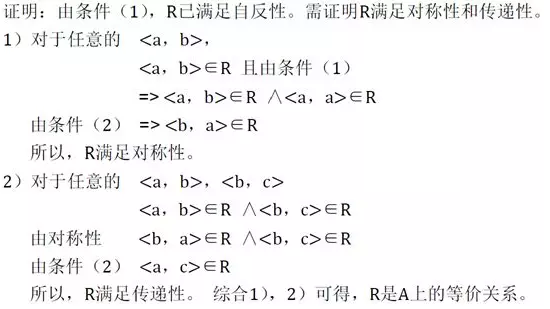 证明：由条件（1），R已满足自反性。需证明R满足对称性和传递性。
1）对于任意的 <a，b>，
<a，b>∈R 且由条件（1）
=> <a，b>∈R ∧<a，a>∈R
由条件（2） => <b，a>∈R
所以，R满足对称性。
2）对于任意的 <a，b>，<b，c>
<a，b>∈R ∧<b，c>∈R
由对称性 <b，a>∈R ∧<b，c>∈R
由条件（2） <a，c>∈R
所以，R满足传递性。 综合1），2）可得，R是A上的等价关系。